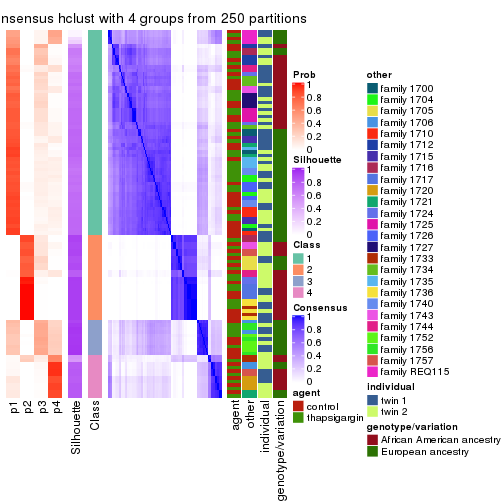 nsensus hclust with 4 groups from 250 partitions
Prob
1
0.8
0.6
0.4
0.2
0
Silhouette
1
0.8
0.6
0.4
0.2
0
Class
1
2
3
4
Consensus
1
0.8
0.6
0.4
0.2
0
agent
control
thapsigargin
other
family 1700
family 1704
family 1705
family 1706
family 1710
family 1712
family 1715
family 1716
family 1717
family 1720
family 1721
family 1724
family 1725
family 1726
family 1727
family 1733
family 1734
family 1735
family 1736
family 1740
family 1743
family 1744
family 1752
family 1756
family 1757
family REQ115
individual
twin 1
twin 2
genotype/variation
African American ancestry
European ancestry
p1
p2
p3
p4
Silhouette
Class
agent
other
individual
genotype/variation